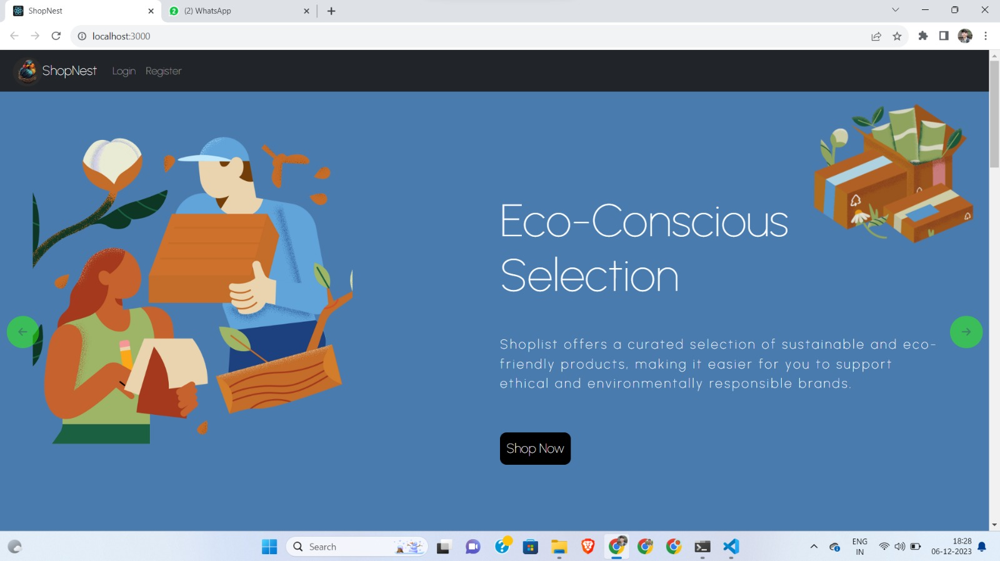 ShopNest
(2) WhatsApp
localhost:3000
ShopNest Login Register
Eco-Conscious
Selection
Shoplist offers a curated selection of sustainable and eco-
friendly products, making it easier for you to support
ethical and environmentally responsible brands.
Shop Now
Search
ENG
IN
18:28
06-12-2023